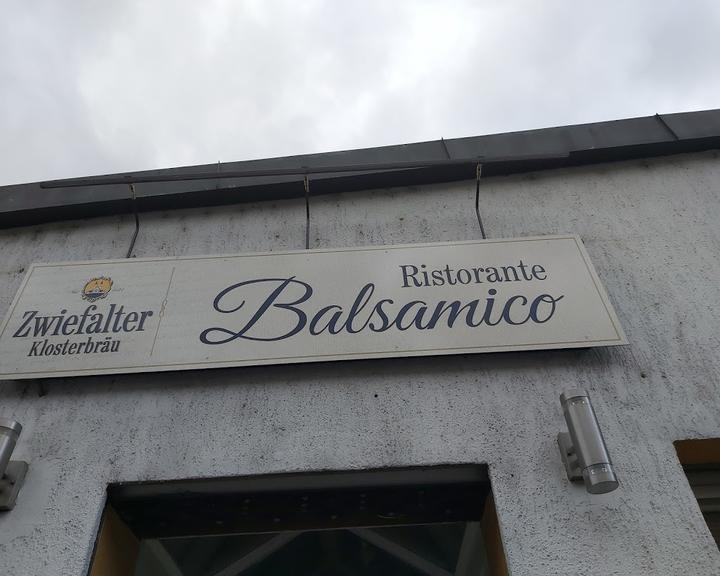 Zwiefalter
Klosterbräu
Ristorante
Balsamico